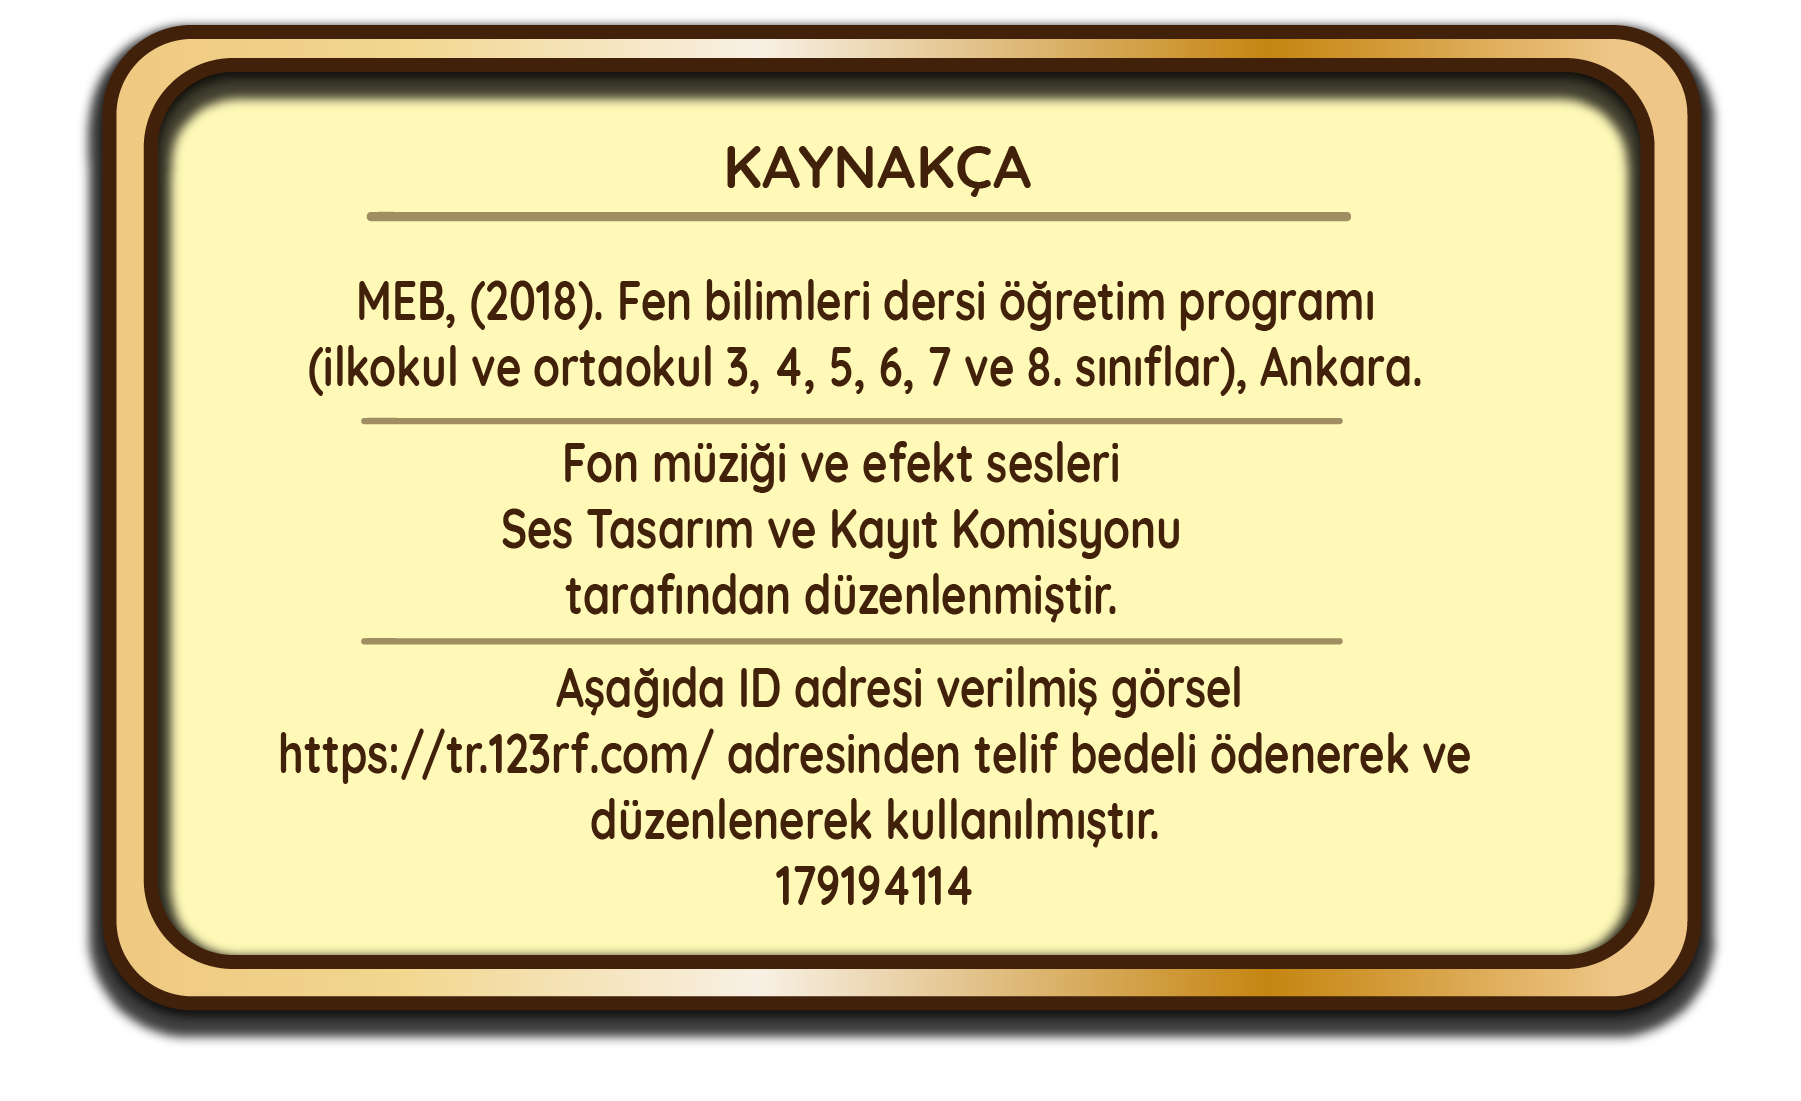 KAYNAKÇA
MEB, (2018). Fen bilimleri dersi öğretim programı
(ilkokul ve ortaokul 3, 4, 5, 6, 7 ve 8. sınıflar), Ankara.
Fon müziği ve efekt sesleri
Ses Tasarım ve Kayıt Komisyonu
tarafından düzenlenmiştir.
Aşağıda ID adresi verilmiş görsel
https://tr.123rf.com/ adresinden telif bedeli ödenerek ve
düzenlenerek kullanılmıştır.
179194114